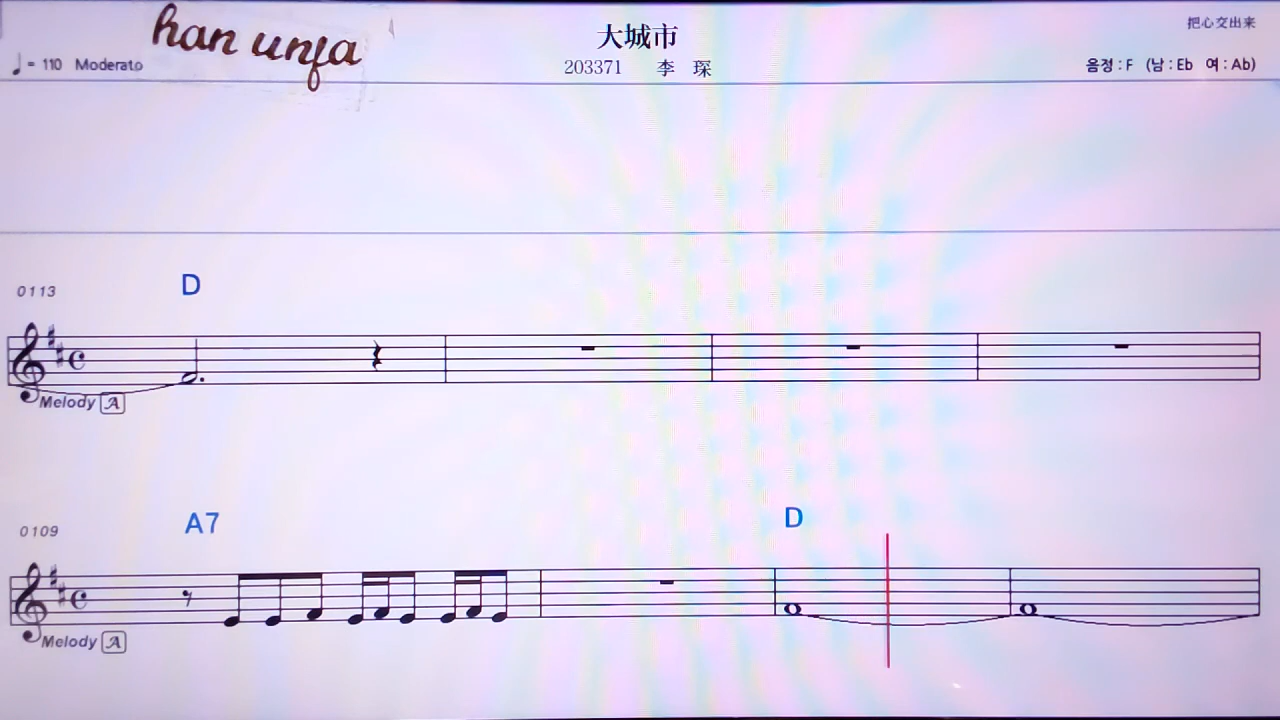 han unfa
大城市
把心交出来
♩= 110 Moderato
203371 李 琛
음정 : F (남 : Eb 여 : Ab)
0113
D
Melody A
0109
A7
D
Melody A